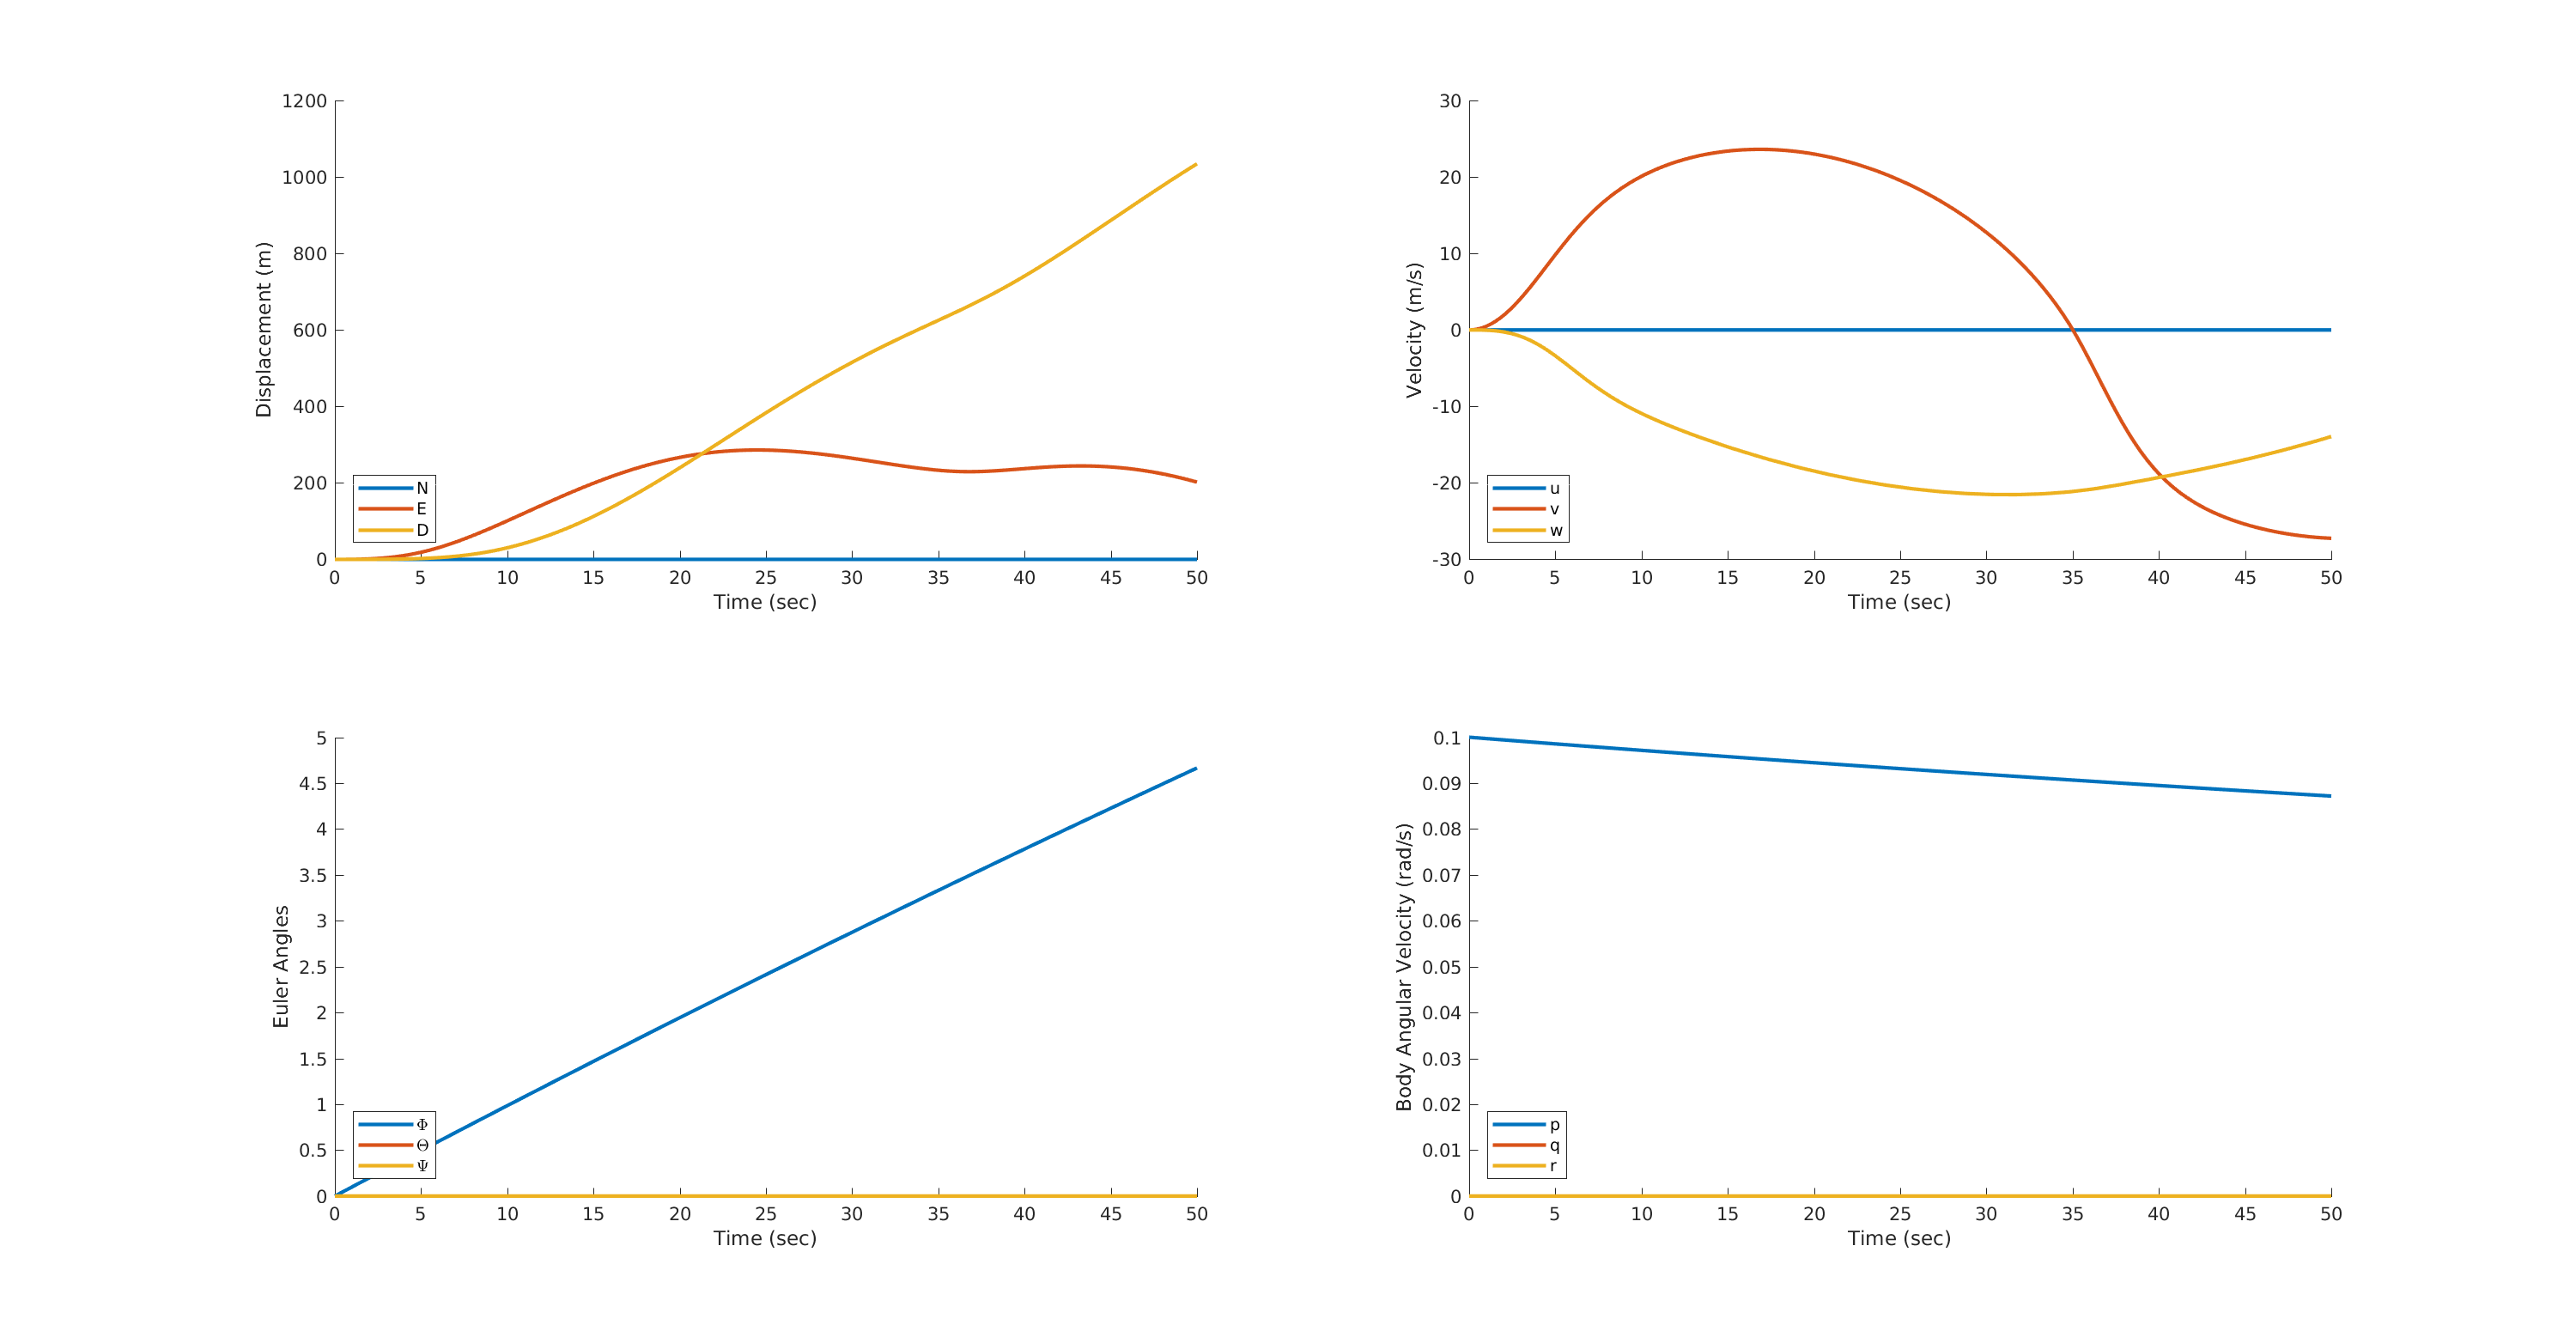 1200
1000
800
600
400
200
0
Displacement (m)
N
E
D
0 5 10 15 20 25 30 35 40 45 50
Time (sec)
30
20
10
0
-10
-20
-30
Velocity (m/s)
u
v
w
0 5 10 15 20 25 30 35 40 45 50
Time (sec)
5
4.5
4
3.5
3
2.5
2
1.5
1
0.5
0
Euler Angles
Φ
Θ
Ψ
0 5 10 15 20 25 30 35 40 45 50
Time (sec)
0.1
0.09
0.08
0.07
0.06
0.05
0.04
0.03
0.02
0.01
0
Body Angular Velocity (rad/s)
p
q
r
0 5 10 15 20 25 30 35 40 45 50
Time (sec)